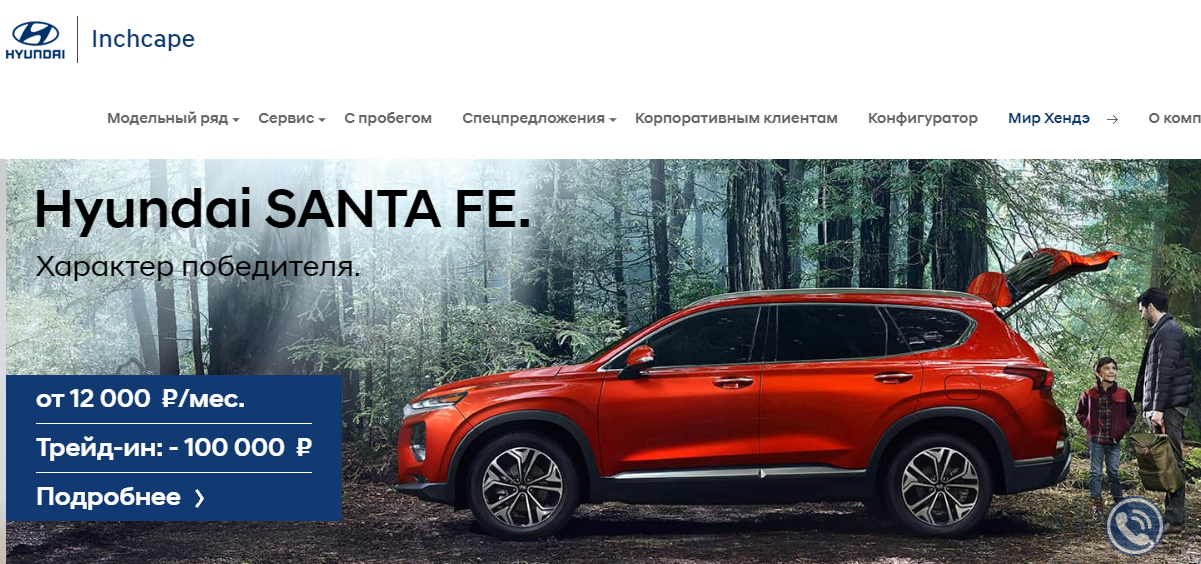 HYUNDAI
Inchcape
Модельный ряд Сервис С пробегом Спецпредложения Корпоративным клиентам Конфигуратор Мир Хендэ → О комп
Hyundai SANTA FE.
Характер победителя.
от 12 000 ₽/мес.
Трейд-ин: - 100 000 ₽
Подробнее